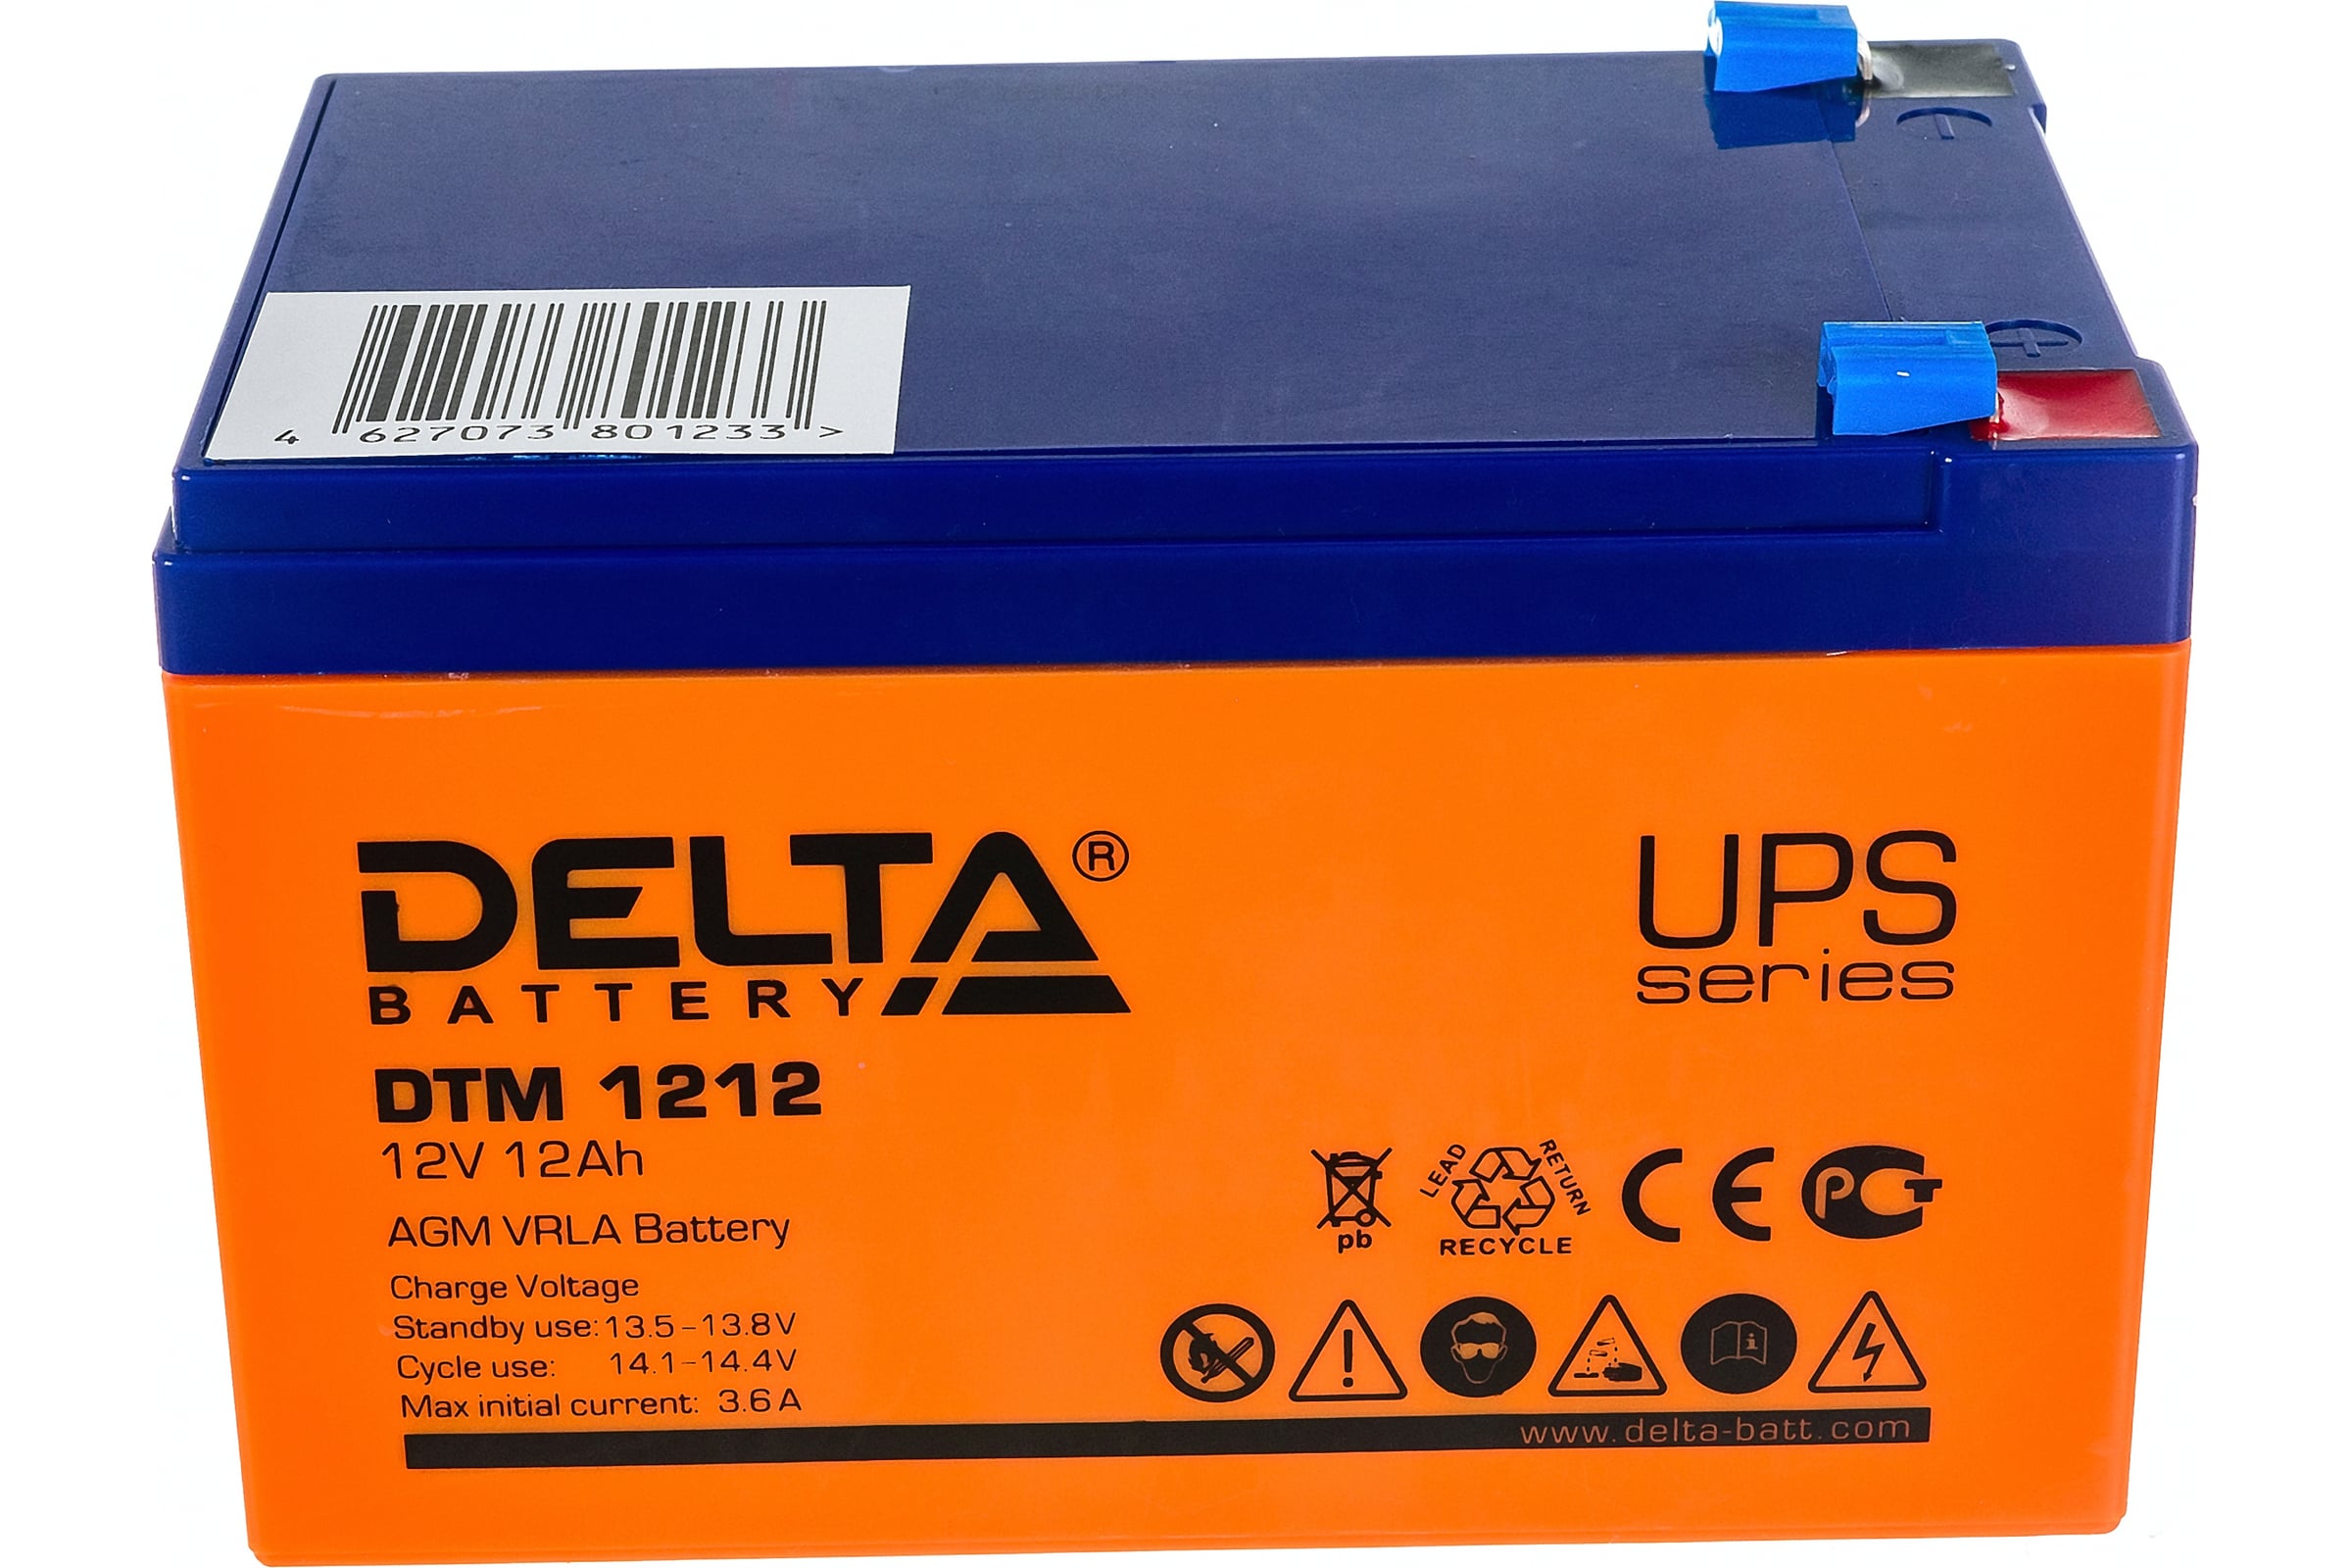 4 627073 801233 >
DELTA®
BATTERY
UPS
series
DTM 1212
12V 12Ah
AGM VRLA Battery
Charge Voltage
Standby use: 13.5-13.8V
Cycle use: 14.1-14.4V
Max initial current: 3.6A
pb
LEAD RETURN
RECYCLE
CE
РСТ
www.delta-batt.com